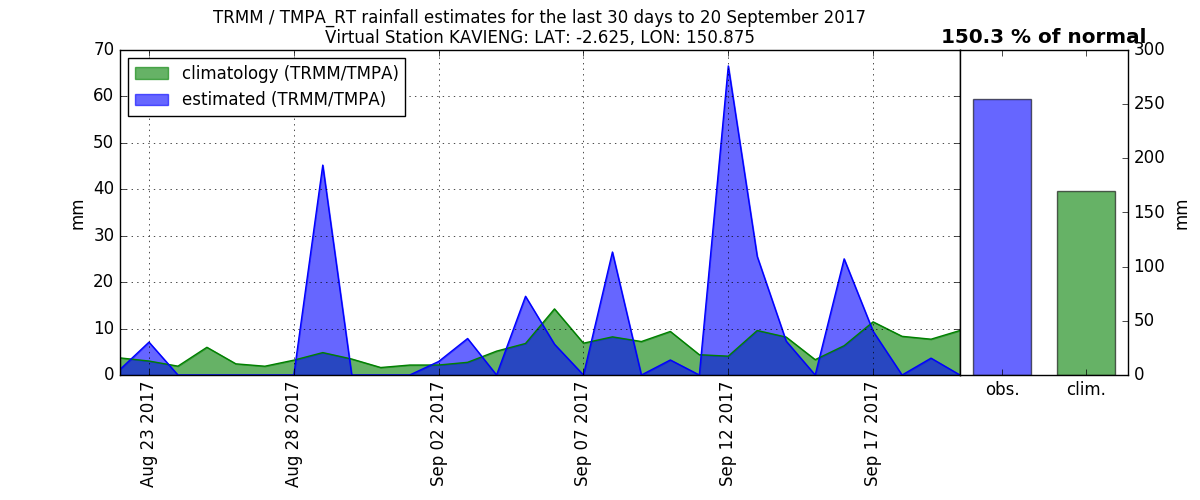 TRMM / TMPA_RT rainfall estimates for the last 30 days to 20 September 2017
Virtual Station KAVIENG: LAT: -2.625, LON: 150.875
150.3 % of normal
climatology (TRMM/TMPA)
estimated (TRMM/TMPA)
70
60
50
40
30
20
10
0
mm
Aug 23 2017
Aug 28 2017
Sep 02 2017
Sep 07 2017
Sep 12 2017
Sep 17 2017
300
250
200
150
100
50
0
mm
obs.
clim.